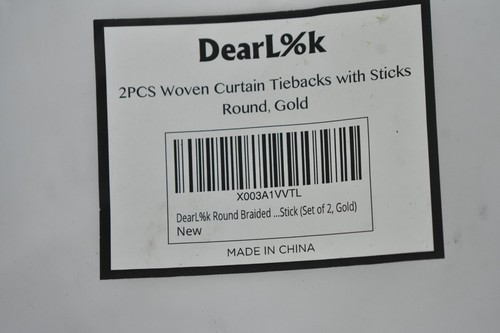 DearL%k
2PCS Woven Curtain Tiebacks with Sticks
Round, Gold
X003A1VVTL
DearL%k Round Braided ...Stick (Set of 2, Gold)
New
MADE IN CHINA